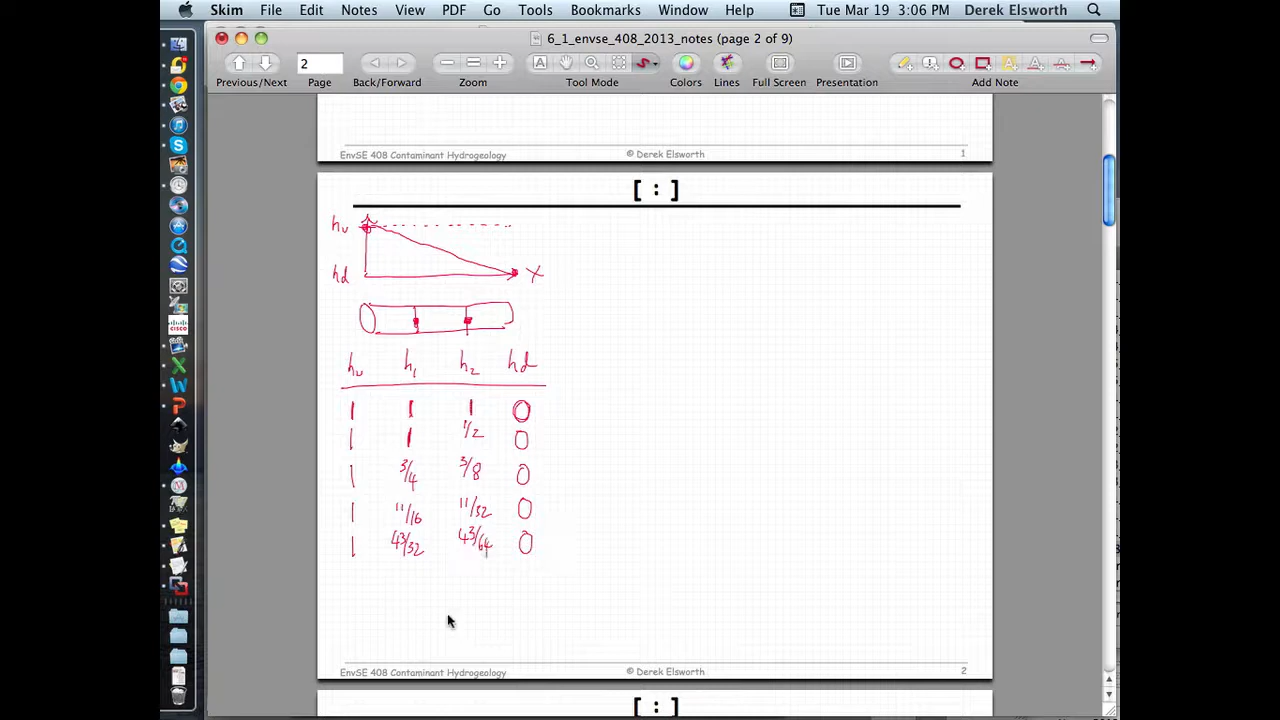 Skim File Edit Notes View PDF Go Tools Bookmarks Window Help Tue Mar 19 3:06 PM Derek Elsworth
6_1_envse_408_2013_notes (page 2 of 9)
2
Previous/Next Page Back/Forward Zoom Tool Mode Colors Lines Full Screen Presentation Add Note
EnvSE 408 Contaminant Hydrogeology © Derek Elsworth 1
[ : ]
hu
hd X
hu h1 h2 hd
1 1 1 0
1 1 1/2 0
1 3/4 3/8 0
1 11/16 11/32 0
1 43/32 43/64 0
EnvSE 408 Contaminant Hydrogeology © Derek Elsworth 2
[ : ]
CISCO